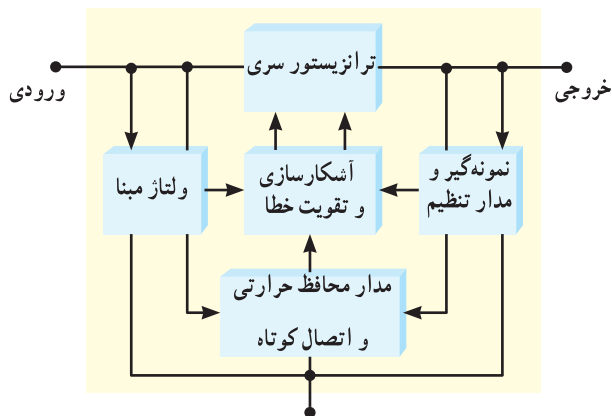 ترانزیستور سری
ورودی
خروجی
نمونه‌گیر و
مدار تنظیم
آشکارسازی
و تقویت خطا
ولتاژ مبنا
مدار محافظ حرارتی
و اتصال کوتاه